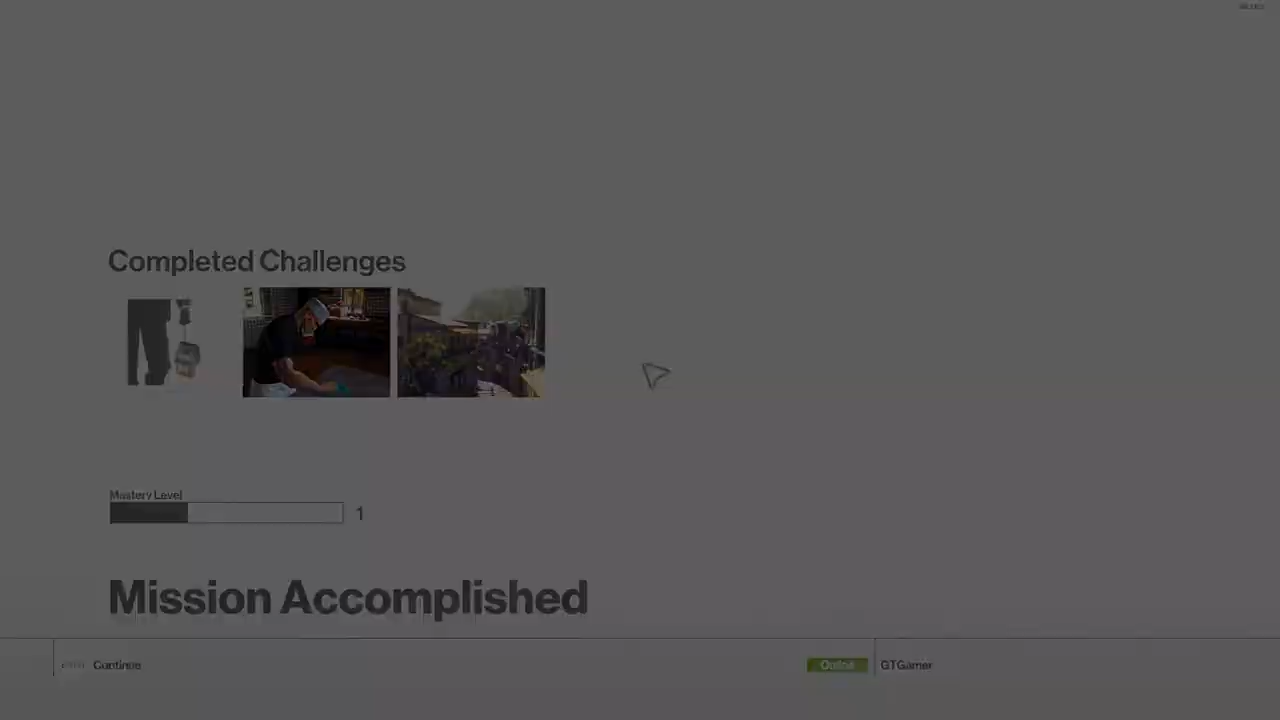 Completed Challenges
Mastery Level
1
Mission Accomplished
Continue
Online
GTGamer